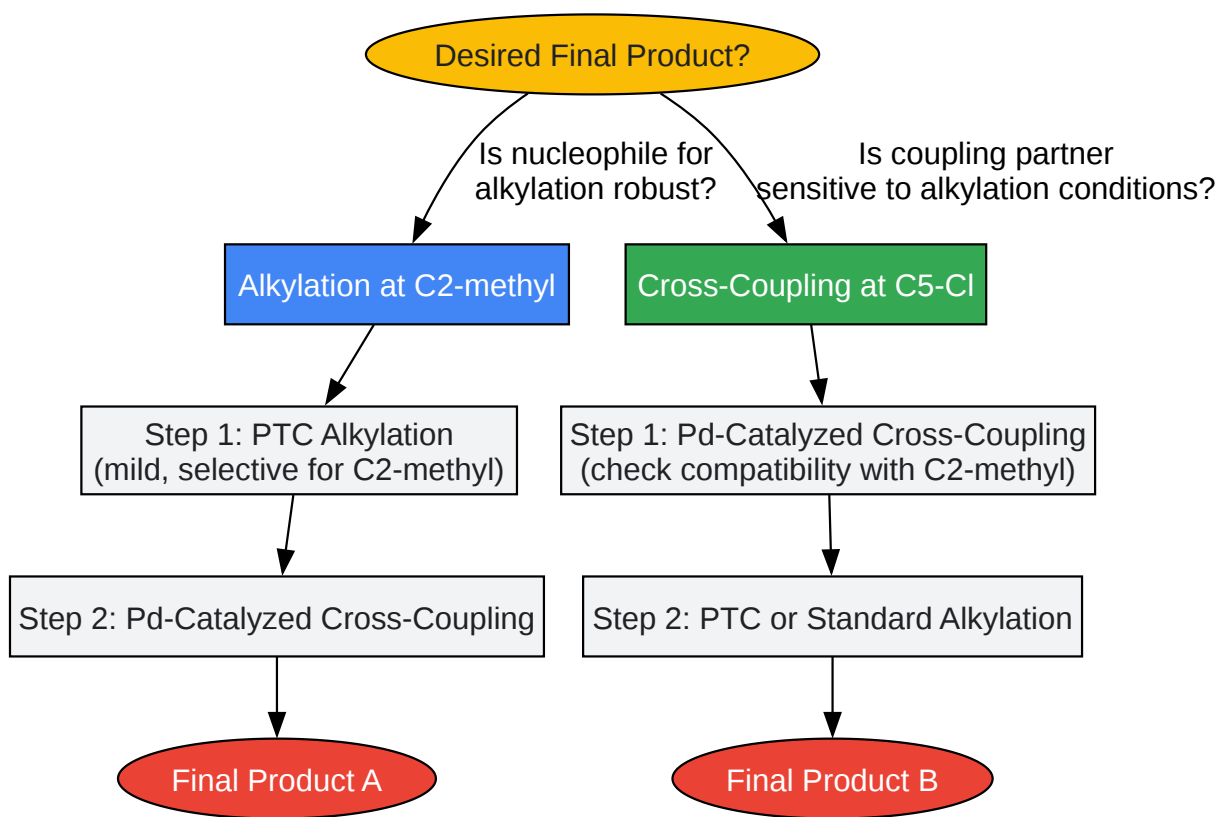 Desired Final Product?
Is nucleophile for
alkylation robust?
Is coupling partner
sensitive to alkylation conditions?
Alkylation at C2-methyl
Cross-Coupling at C5-Cl
Step 1: PTC Alkylation
(mild, selective for C2-methyl)
Step 1: Pd-Catalyzed Cross-Coupling
(check compatibility with C2-methyl)
Step 2: Pd-Catalyzed Cross-Coupling
Step 2: PTC or Standard Alkylation
Final Product A
Final Product B